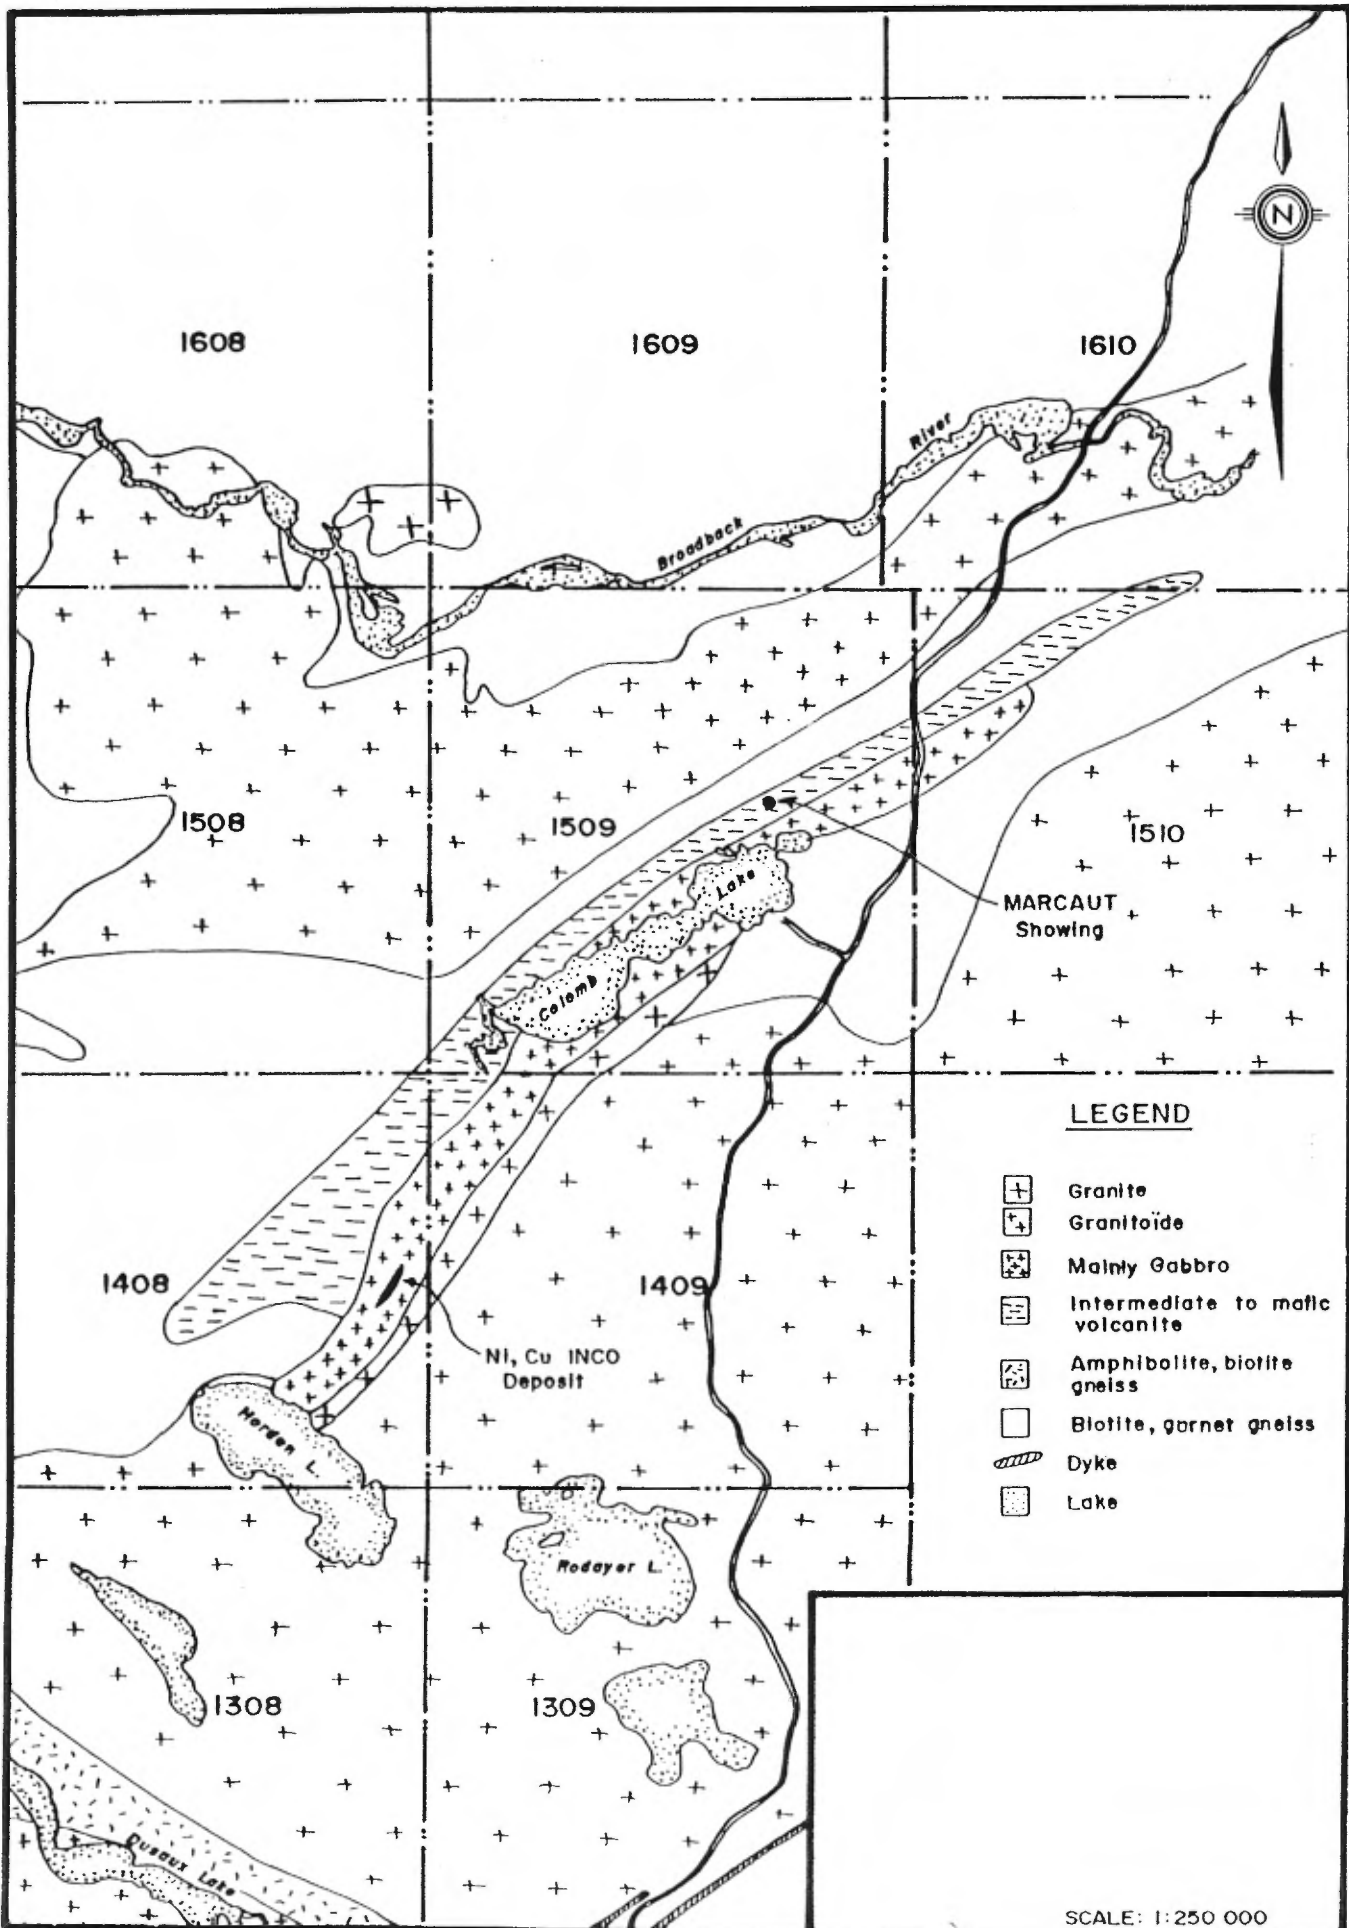 N
1608
1609
1610
River
Broadback
1508
1509
1510
Lake
MARCAUT
Showing
Colomb
LEGEND
Granite
Granitoïde
1408
1409
Mainly Gabbro
Intermediate to mafic
volcanite
Ni, Cu INCO
Deposit
Amphibolite, biotite
gneiss
Horden
L.
Biotite, garnet gneiss
Dyke
Lake
Rodayer L.
1308
1309
Dusaux Lake
SCALE: 1:250 000